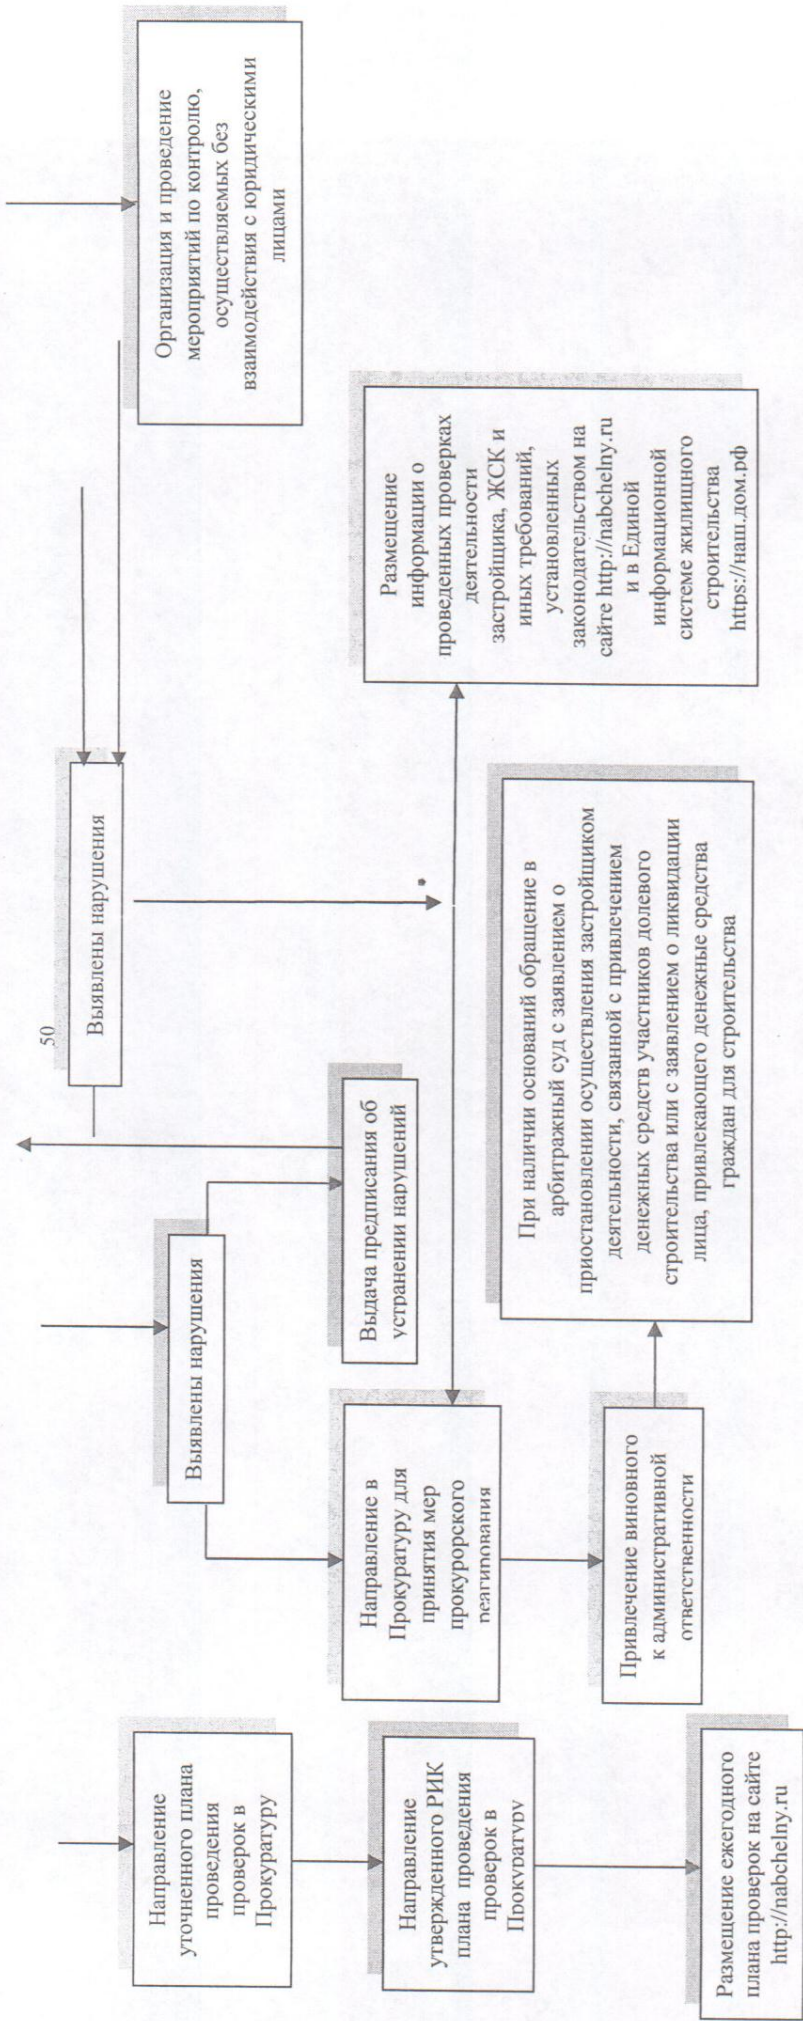 50
Направление
уточненного плана
проведения
проверок в
Прокуратуру
Направление
утвержденного РИК
плана проведения
проверок в
Прокуратуру
Размещение ежегодного
плана проверок на сайте
http://nabchelny.ru
Выявлены нарушения
Направление в
Прокуратуру для
принятия мер
прокурорского
реагирования
Выдача предписания об
устранении нарушений
Привлечение виновного
к административной
ответственности
Выявлены нарушения
При наличии оснований обращение в
арбитражный суд с заявлением о
приостановлении осуществления застройщиком
деятельности, связанной с привлечением
денежных средств участников долевого
строительства или с заявлением о ликвидации
лица, привлекающего денежные средства
граждан для строительства
Размещение
информации о
проведенных проверках
деятельности
застройщика, ЖСК и
иных требований,
установленных
законодательством на
сайте http://nabchelny.ru
и в Единой
информационной
системе жилищного
строительства
https://наш.дом.рф
Организация и проведение
мероприятий по контролю,
осуществляемых без
взаимодействия с юридическими
лицами